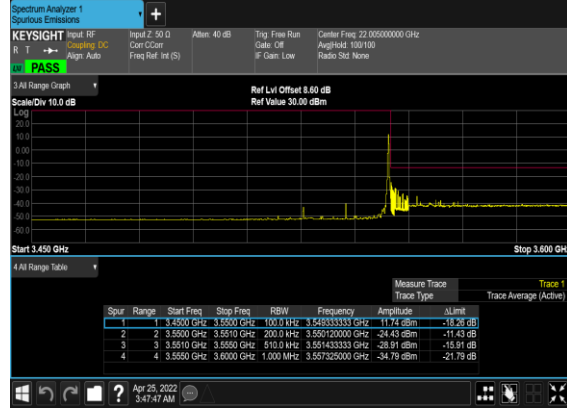 Spectrum Analyzer 1
Spurious Emissions
+
KEYSIGHT Input: RF
R T Coupling: DC
Align: Auto
Input Z: 50 Ω
Corr CCorr
Freq Ref: Int (S)
Atten: 40 dB
Trig: Free Run
Gate: Off
IF Gain: Low
Center Freq: 22.005000000 GHz
Avg|Hold: 100/100
Radio Std: None
LW PASS
3 All Range Graph
Scale/Div 10.0 dB
Ref Lvl Offset 8.60 dB
Ref Value 30.00 dBm
Log
20.0
10.0
0.00
-10.0
-20.0
-30.0
-40.0
-50.0
-60.0
Start 3.450 GHz
Stop 3.600 GHz
4 All Range Table
Measure Trace Trace 1
Trace Type Trace Average (Active)
Spur Range Start Freq Stop Freq RBW Frequency Amplitude ΔLimit
1 1 3.4500 GHz 3.5500 GHz 100.0 kHz 3.549333333 GHz 11.74 dBm -18.26 dB
2 2 3.5500 GHz 3.5510 GHz 200.0 kHz 3.550120000 GHz -24.43 dBm -11.43 dB
3 3 3.5510 GHz 3.5550 GHz 510.0 kHz 3.551433333 GHz -28.91 dBm -15.91 dB
4 4 3.5550 GHz 3.6000 GHz 1.000 MHz 3.557325000 GHz -34.79 dBm -21.79 dB
?
Apr 25, 2022
3:47:47 AM